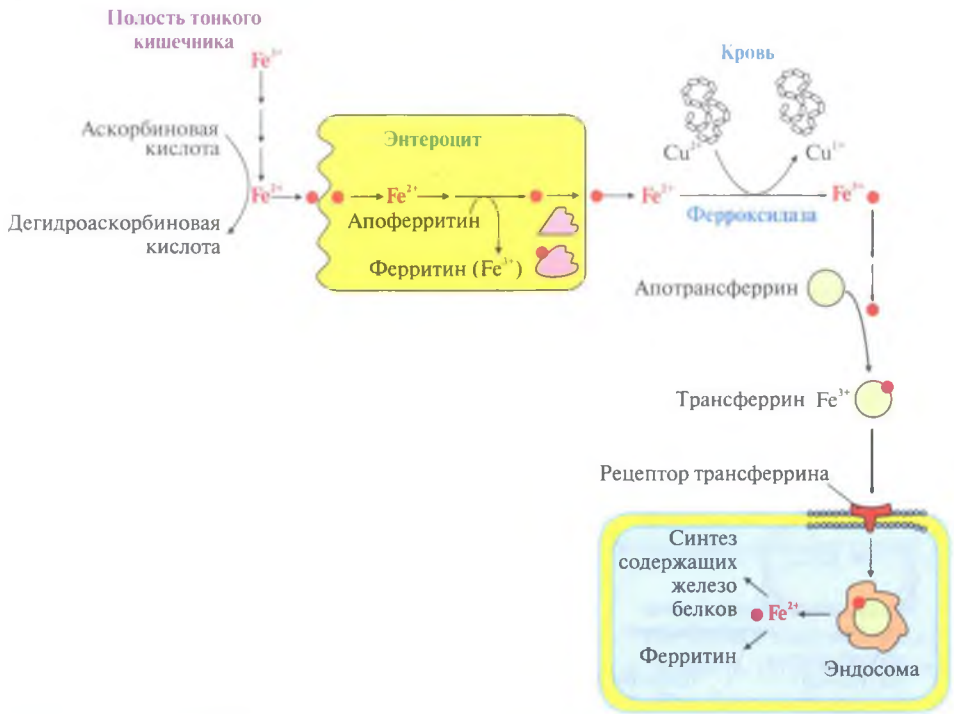 Полость тонкого
кишечника
Fe³⁺
Аскорбиновая
кислота
Fe²⁺
Дегидроаскорбиновая
кислота
Энтероцит
Fe²⁺
Апоферритин
Ферритин (Fe³⁺)
Кровь
Cu²⁺
Cu¹⁺
Fe²⁺
Fe³⁺
Ферроксидаза
Апотрансферрин
Трансферрин Fe³⁺
Рецептор трансферрина
Синтез
содержащих
железо
белков
Fe²⁺
Ферритин
Эндосома